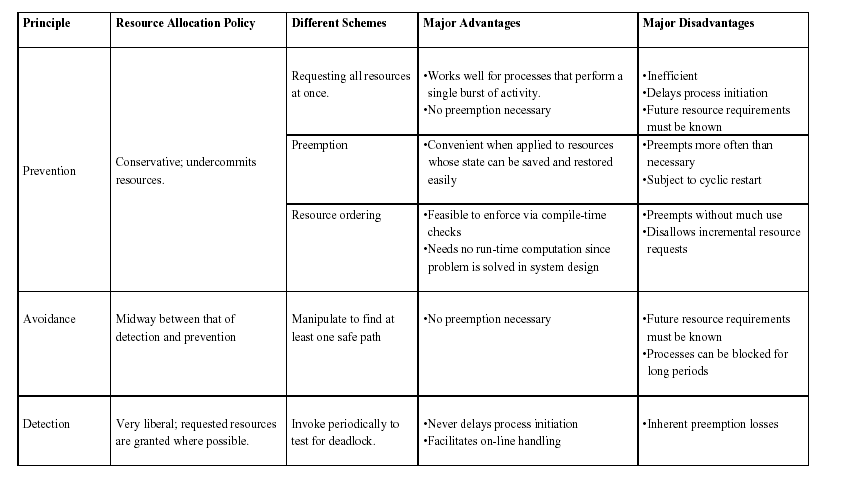 Principle
Resource Allocation Policy
Different Schemes
Major Advantages
Major Disadvantages
Prevention
Conservative; undercommits
resources.
Requesting all resources
at once.
•Works well for processes that perform a
single burst of activity.
•No preemption necessary
•Inefficient
•Delays process initiation
•Future resource requirements
must be known
Preemption
•Convenient when applied to resources
whose state can be saved and restored
easily
•Preempts more often than
necessary
•Subject to cyclic restart
Resource ordering
•Feasible to enforce via compile-time
checks
•Needs no run-time computation since
problem is solved in system design
•Preempts without much use
•Disallows incremental resource
requests
Avoidance
Midway between that of
detection and prevention
Manipulate to find at
least one safe path
•No preemption necessary
•Future resource requirements
must be known
•Processes can be blocked for
long periods
Detection
Very liberal; requested resources
are granted where possible.
Invoke periodically to
test for deadlock.
•Never delays process initiation
•Facilitates on-line handling
•Inherent preemption losses